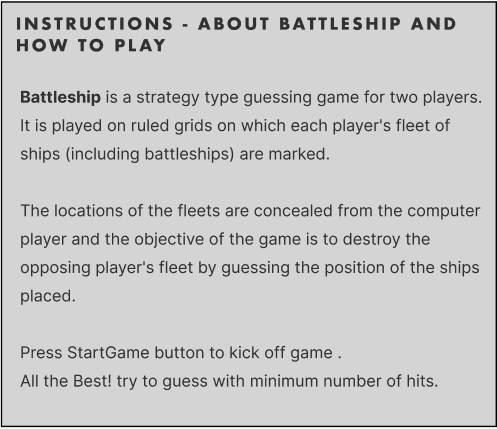 INSTRUCTIONS - ABOUT BATTLESHIP AND
HOW TO PLAY
Battleship is a strategy type guessing game for two players.
It is played on ruled grids on which each player's fleet of
ships (including battleships) are marked.
The locations of the fleets are concealed from the computer
player and the objective of the game is to destroy the
opposing player's fleet by guessing the position of the ships
placed.
Press StartGame button to kick off game .
All the Best! try to guess with minimum number of hits.